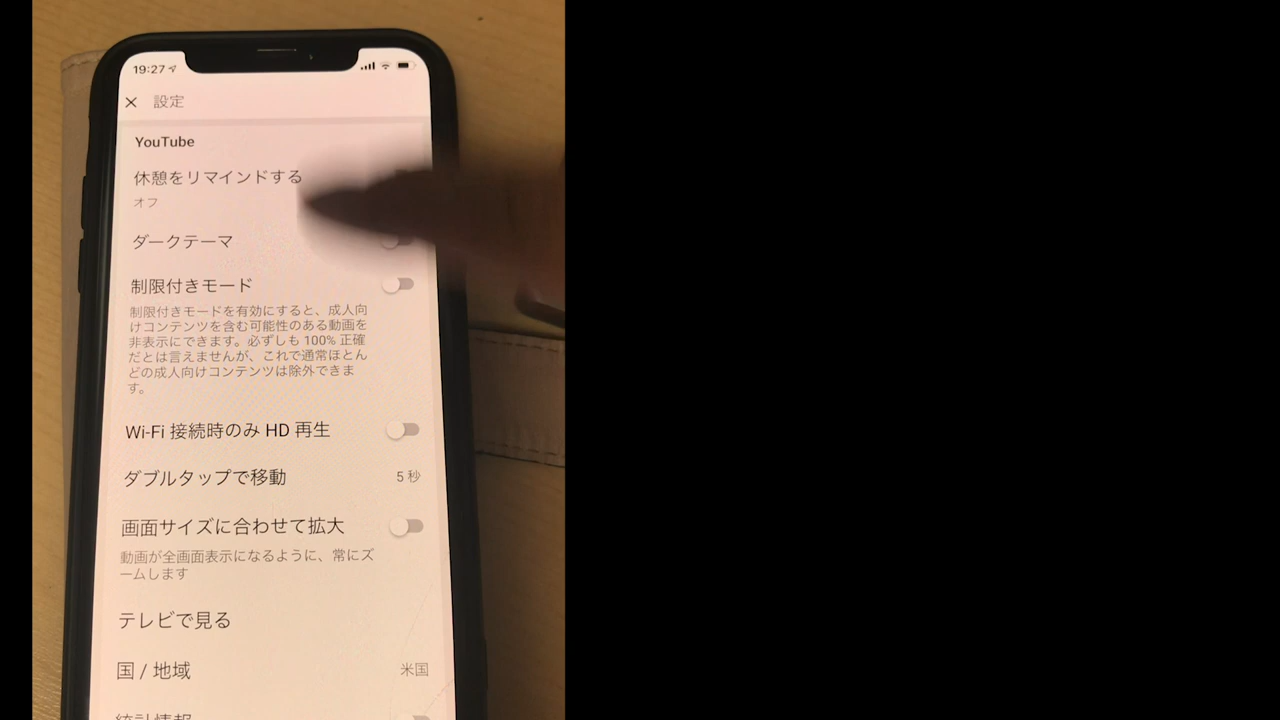 19:27
設定
YouTube
休憩をリマインドする
オフ
ダークテーマ
制限付きモード
制限付きモードを有効にすると、成人向
けコンテンツを含む可能性のある動画を
非表示にできます。必ずしも 100% 正確
だとは言えませんが、これで通常ほとん
どの成人向けコンテンツは除外できま
す。
Wi-Fi 接続時のみ HD 再生
ダブルタップで移動 5 秒
画面サイズに合わせて拡大
動画が全画面表示になるように、常にズ
ームします
テレビで見る
国 / 地域 米国
統計情報